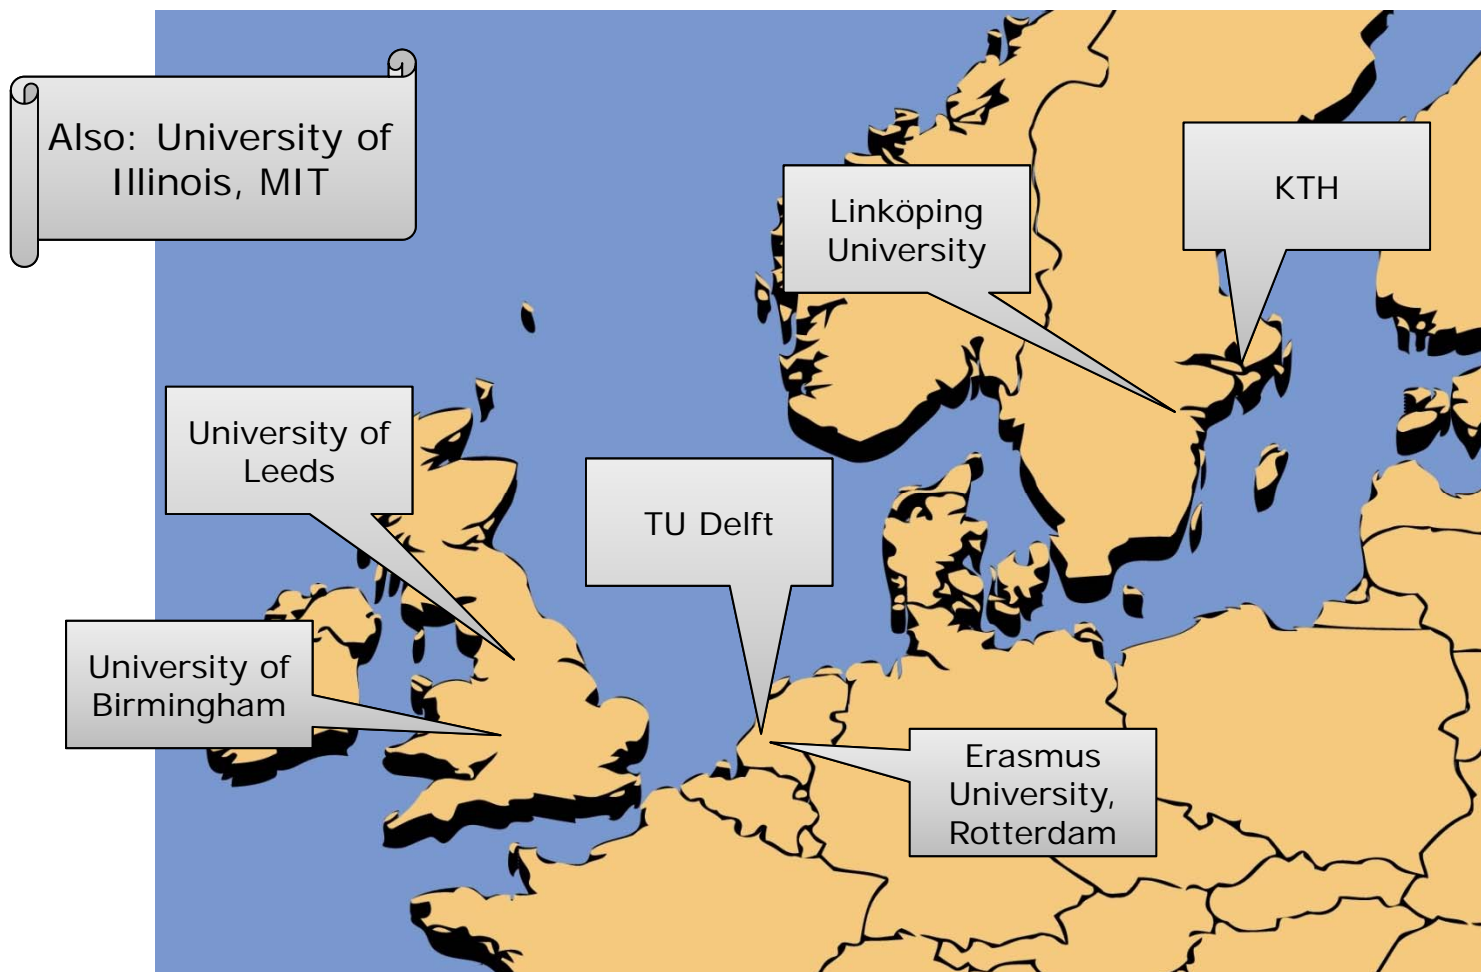 Also: University of
Illinois, MIT
KTH
Linköping
University
University of
Leeds
TU Delft
University of
Birmingham
Erasmus
University,
Rotterdam